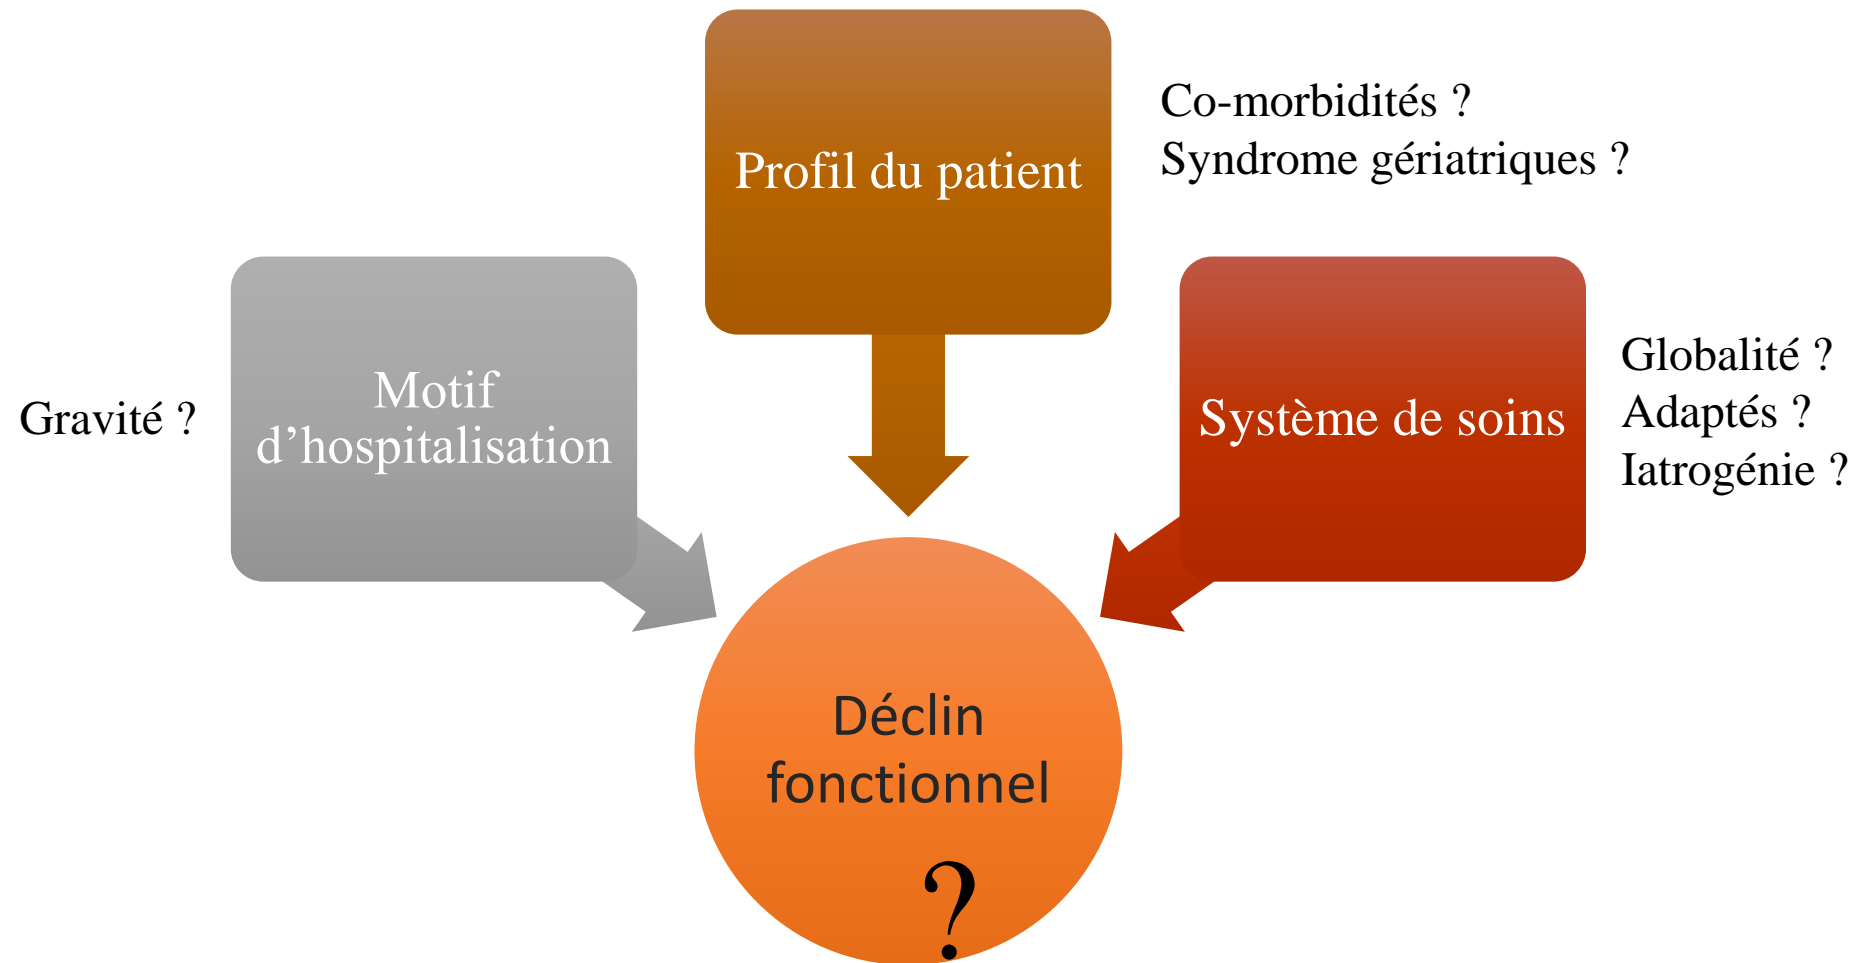 Profil du patient
Co-morbidités ?
Syndrome gériatriques ?
Gravité ?
Motif
d’hospitalisation
Système de soins
Globalité ?
Adaptés ?
Iatrogénie ?
Déclin
fonctionnel
?